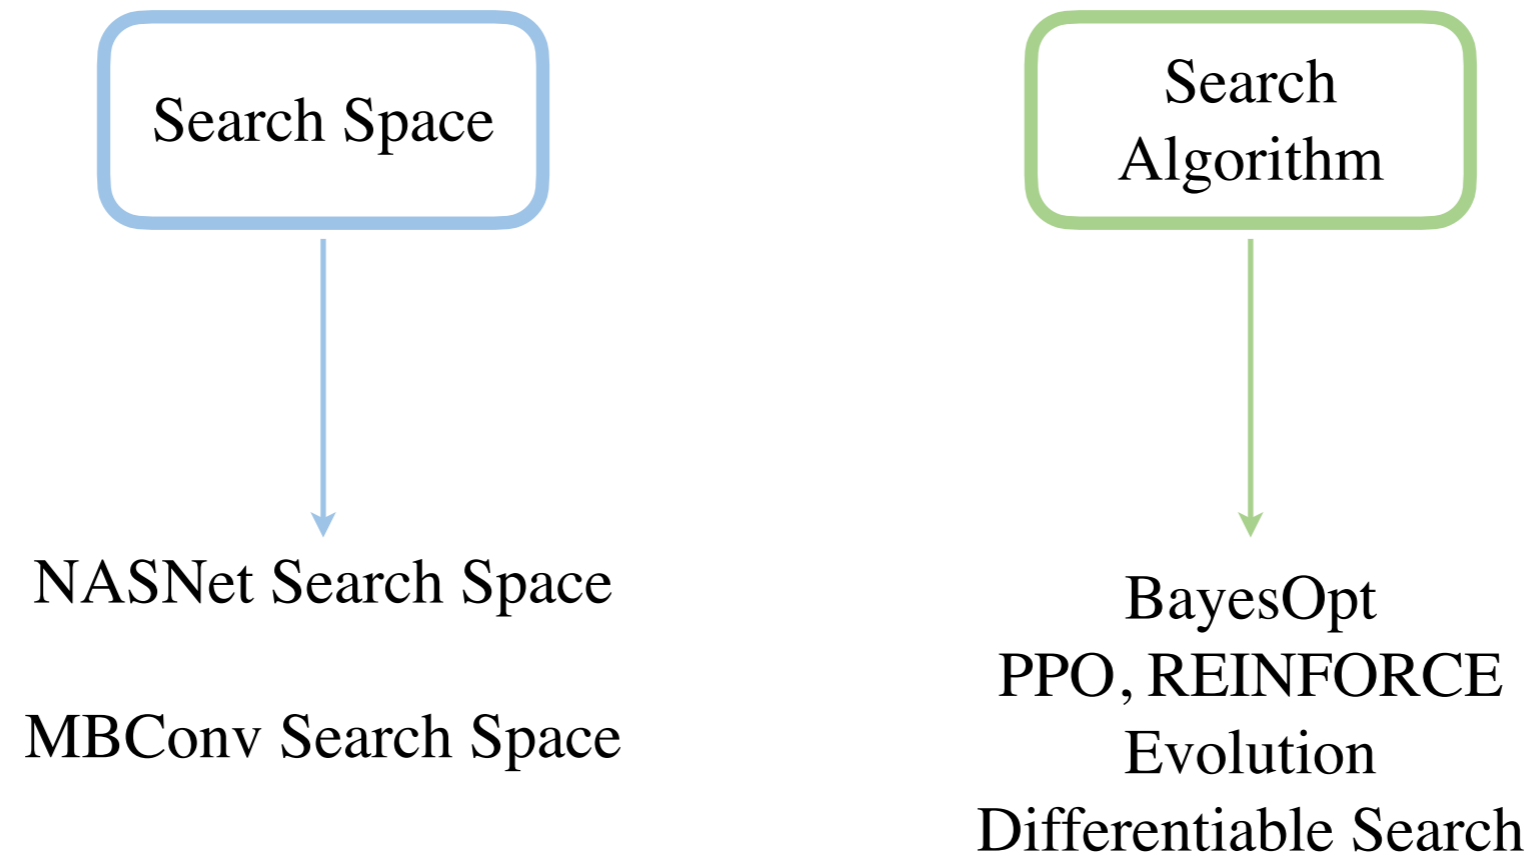 Search Space
NASNet Search Space
MBConv Search Space
Search
Algorithm
BayesOpt
PPO, REINFORCE
Evolution
Differentiable Search